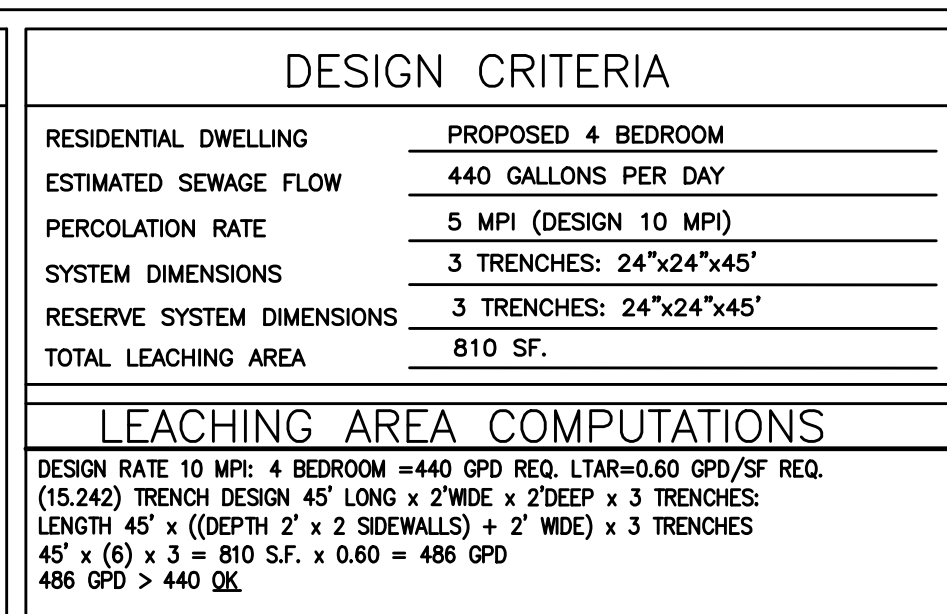 DESIGN CRITERIA
RESIDENTIAL DWELLING PROPOSED 4 BEDROOM
ESTIMATED SEWAGE FLOW 440 GALLONS PER DAY
PERCOLATION RATE 5 MPI (DESIGN 10 MPI)
SYSTEM DIMENSIONS 3 TRENCHES: 24"x24"x45'
RESERVE SYSTEM DIMENSIONS 3 TRENCHES: 24"x24"x45'
TOTAL LEACHING AREA 810 SF.
LEACHING AREA COMPUTATIONS
DESIGN RATE 10 MPI: 4 BEDROOM =440 GPD REQ. LTAR=0.60 GPD/SF REQ.
(15.242) TRENCH DESIGN 45' LONG x 2'WIDE x 2'DEEP x 3 TRENCHES:
LENGTH 45' x ((DEPTH 2' x 2 SIDEWALLS) + 2' WIDE) x 3 TRENCHES
45' x (6) x 3 = 810 S.F. x 0.60 = 486 GPD
486 GPD > 440 OK